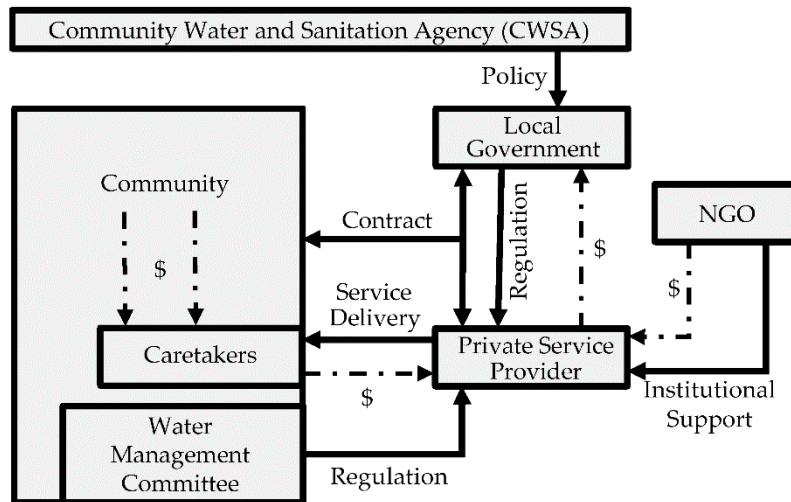 Community Water and Sanitation Agency (CWSA)
Policy
Local
Government
Community
NGO
Contract
Regulation
$
$
$
Service
Delivery
Caretakers
Private Service
Provider
$
Institutional
Support
Water
Management
Committee
Regulation